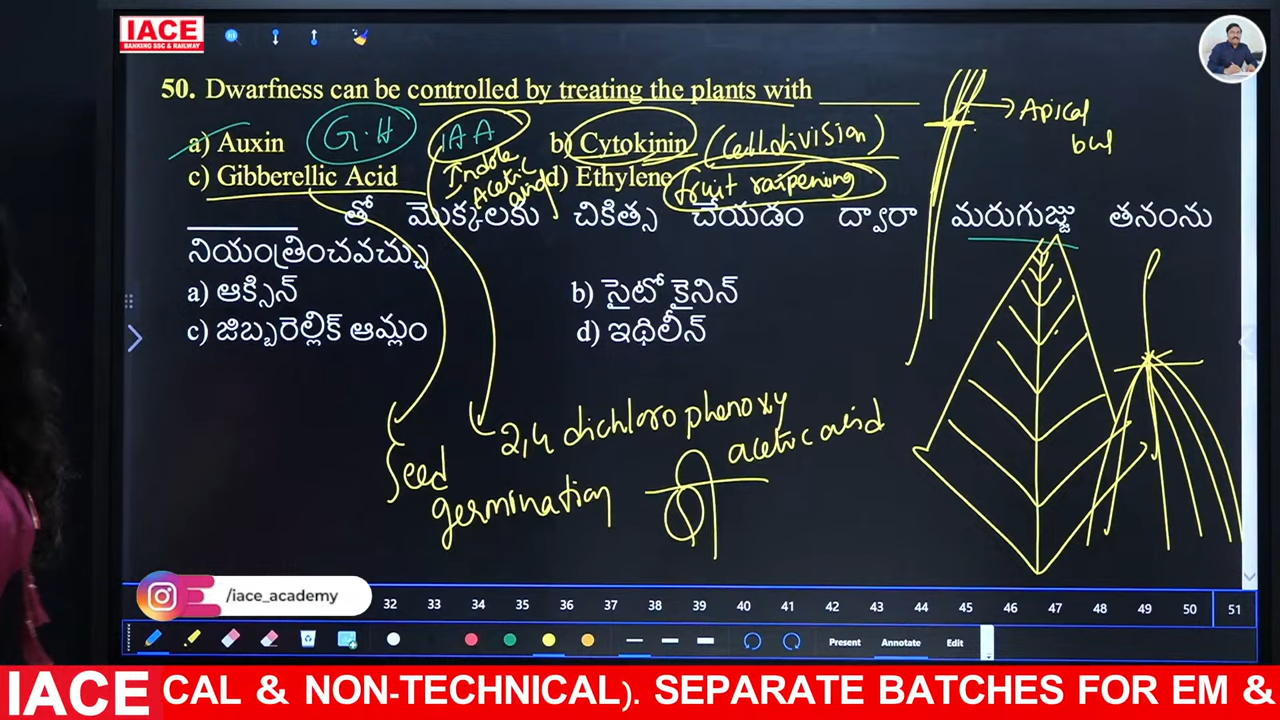 IACE
BANKING SSC & RAILWAY
50. Dwarfness can be controlled by treating the plants with ________
a) Auxin G.H IAA b) Cytokinin (Cell division)
Indole Acetic acid
c) Gibberellic Acid d) Ethylene fruit raipening
________ తో మొక్కలకు చికిత్స చేయడం ద్వారా మరుగుజ్జు తనంను
నియంత్రించవచ్చు
a) ఆక్సిన్ b) సైటో కైనిన్
c) జిబ్బరెల్లిక్ ఆమ్లం d) ఇథిలీన్
Apical
bud
2,4 dichloro phenoxy
acetic acid
Seed
germination
/iace_academy
32 33 34 35 36 37 38 39 40 41 42 43 44 45 46 47 48 49 50 51
Present Annotate Edit
IACE CAL & NON-TECHNICAL). SEPARATE BATCHES FOR EM &